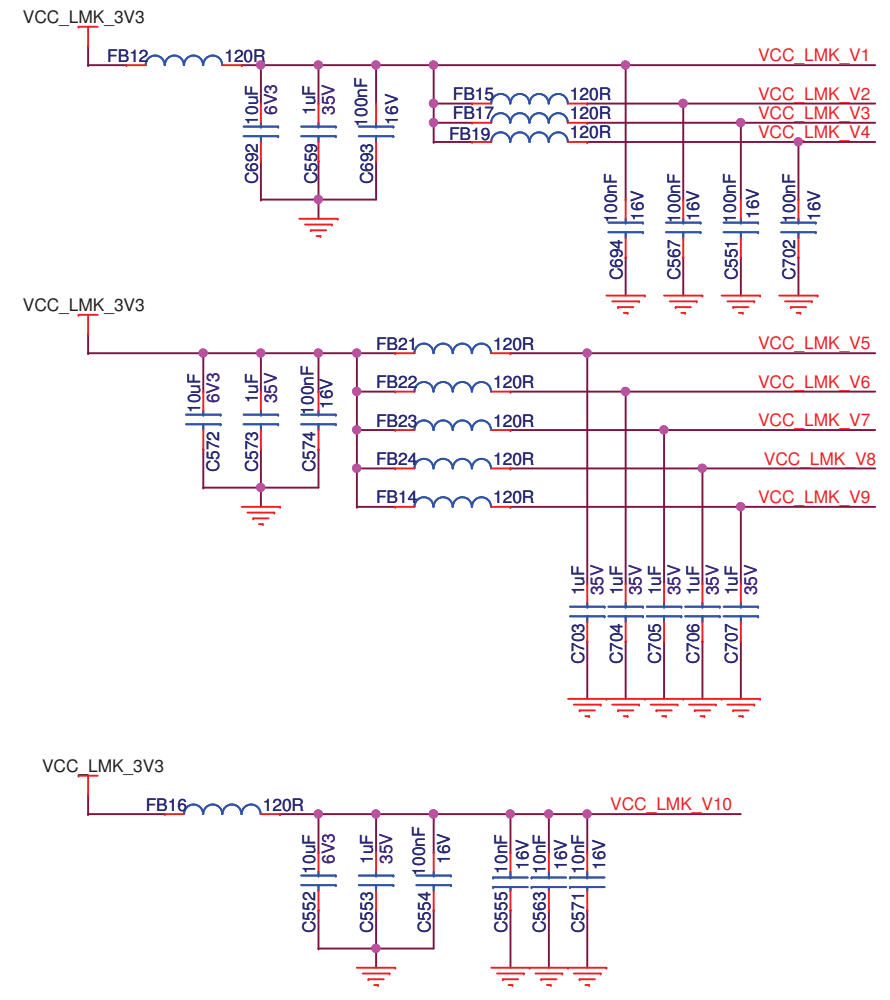 VCC_LMK_3V3
FB12 120R VCC_LMK_V1
FB15 120R VCC_LMK_V2
FB17 120R VCC_LMK_V3
FB19 120R VCC_LMK_V4
10uF 6V3 C692
1uF 35V C559
100nF 16V C693
100nF 16V C694
100nF 16V C567
100nF 16V C551
100nF 16V C702
VCC_LMK_3V3
FB21 120R VCC_LMK_V5
FB22 120R VCC_LMK_V6
FB23 120R VCC_LMK_V7
FB24 120R VCC_LMK_V8
FB14 120R VCC_LMK_V9
10uF 6V3 C572
1uF 35V C573
100nF 16V C574
1uF 35V C703
1uF 35V C704
1uF 35V C705
1uF 35V C706
1uF 35V C707
VCC_LMK_3V3
FB16 120R VCC_LMK_V10
10uF 6V3 C552
1uF 35V C553
100nF 16V C554
10nF 16V C555
10nF 16V C563
10nF 16V C571